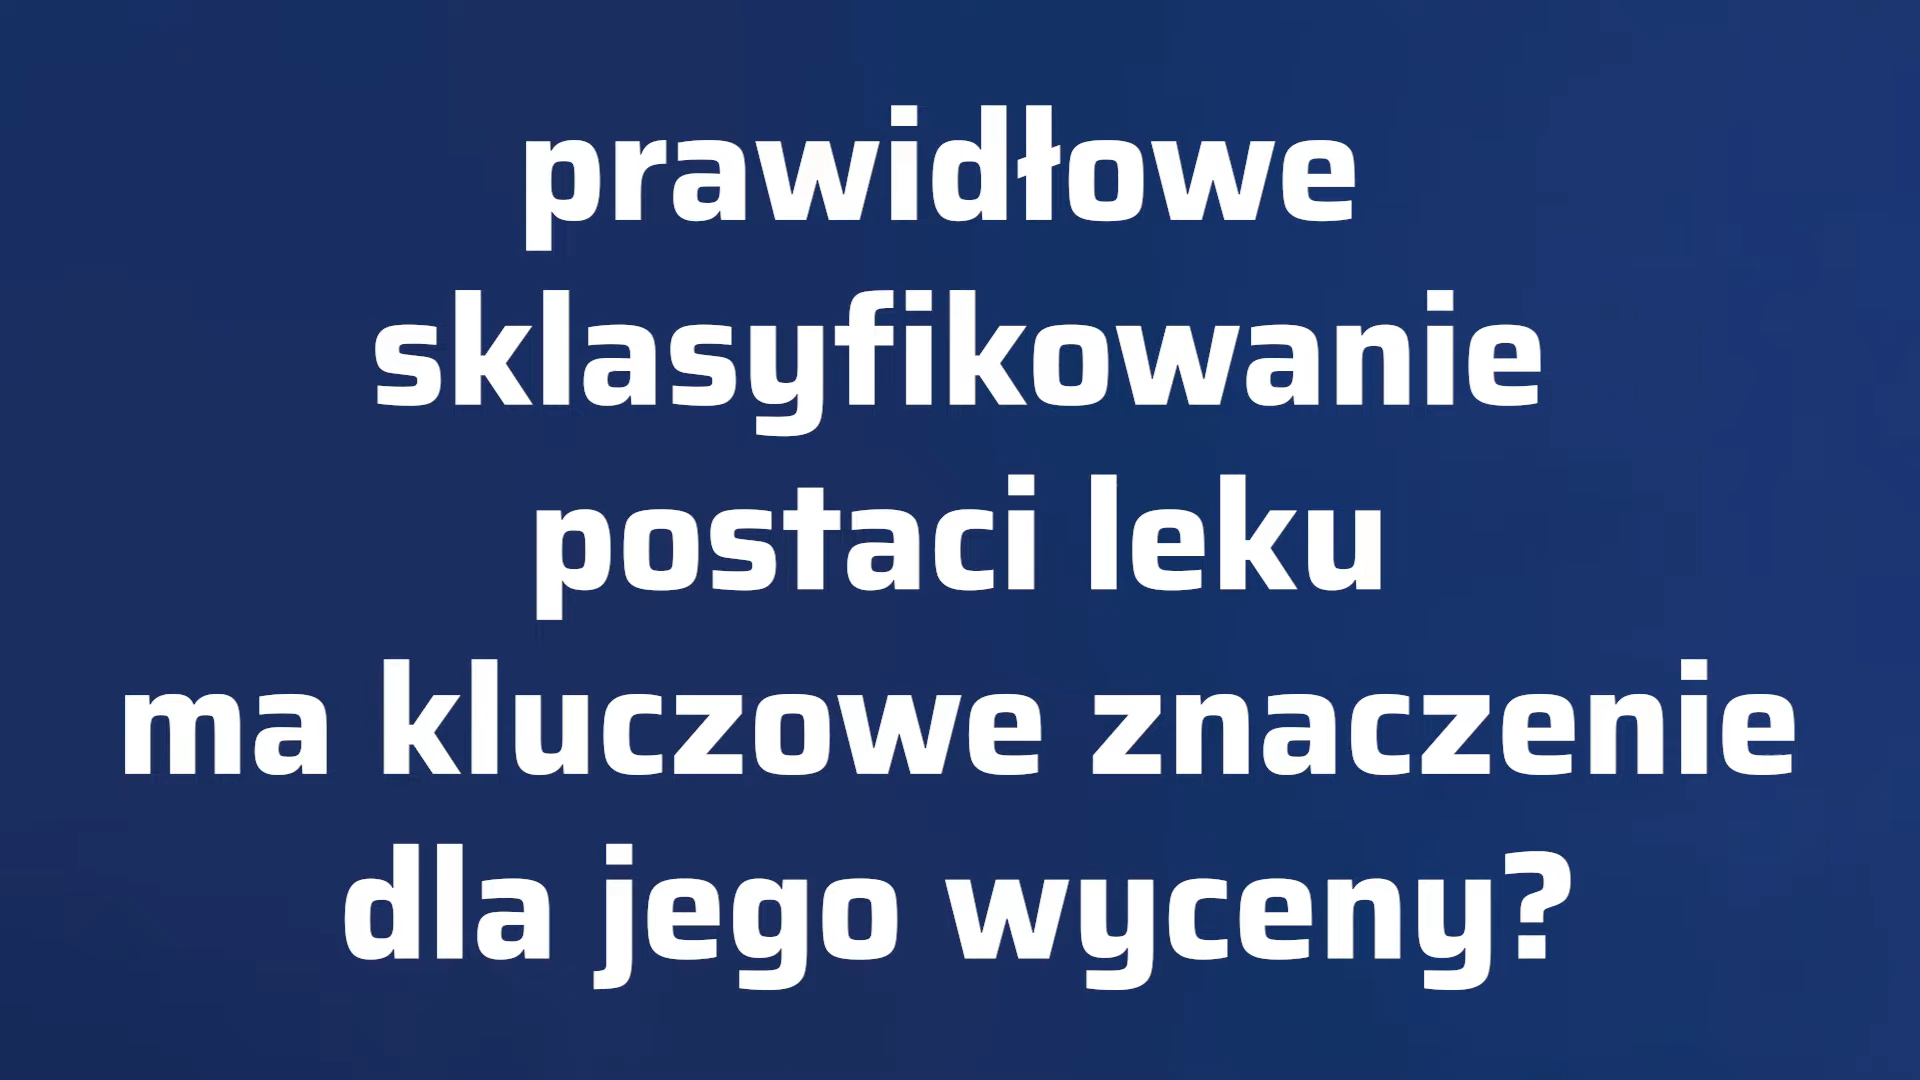 prawidłowe
sklasyfikowanie
postaci leku
ma kluczowe znaczenie
dla jego wyceny?